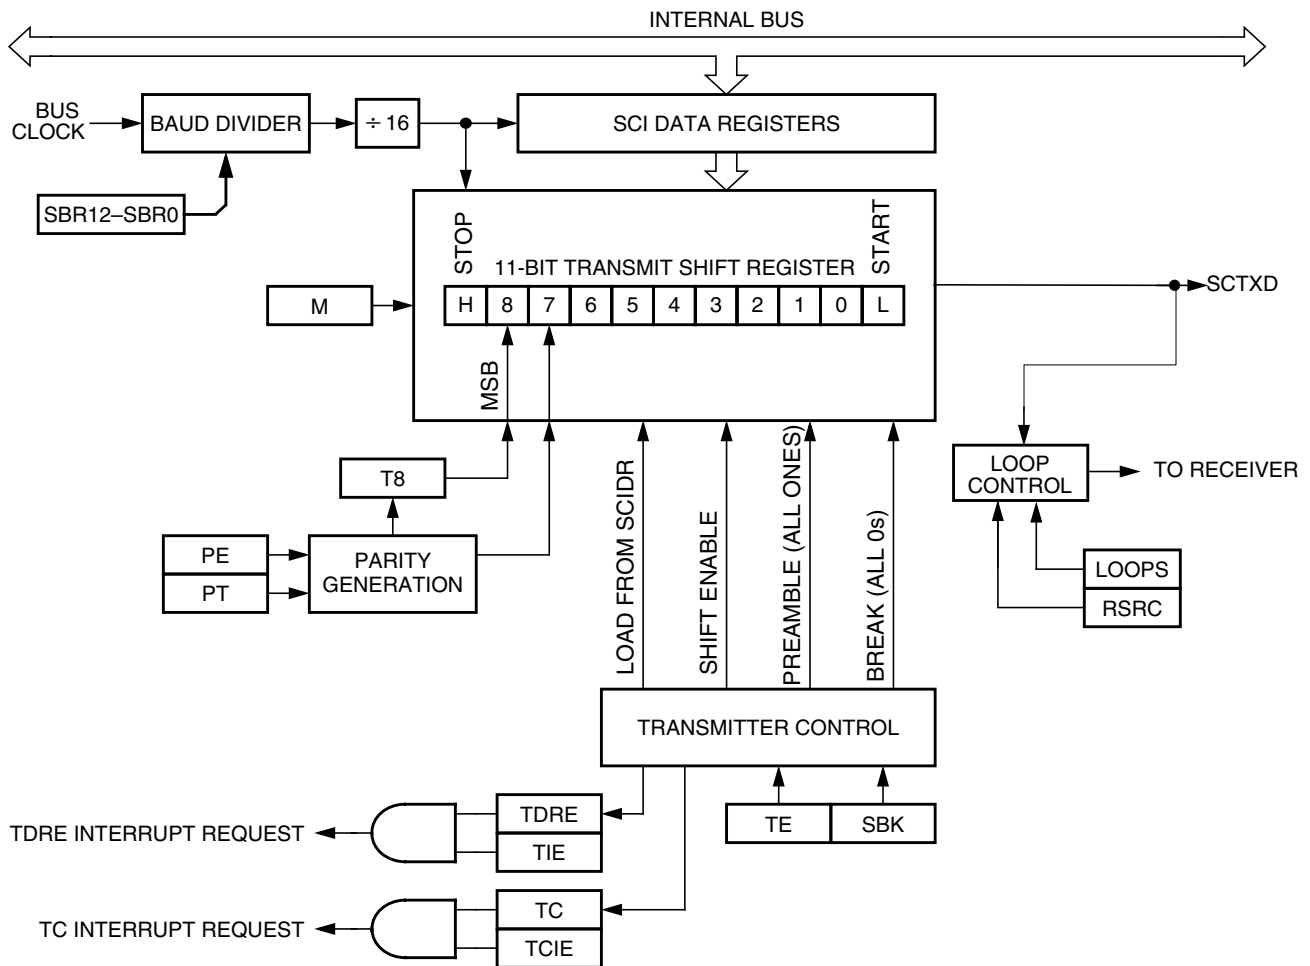 INTERNAL BUS
BUS
CLOCK
BAUD DIVIDER
÷ 16
SCI DATA REGISTERS
SBR12–SBR0
STOP
START
11-BIT TRANSMIT SHIFT REGISTER
H 8 7 6 5 4 3 2 1 0 L
M
SCTXD
MSB
T8
PE
PT
PARITY
GENERATION
LOAD FROM SCIDR
SHIFT ENABLE
PREAMBLE (ALL ONES)
BREAK (ALL 0s)
LOOP
CONTROL
TO RECEIVER
LOOPS
RSRC
TRANSMITTER CONTROL
TE
SBK
TDRE INTERRUPT REQUEST
TDRE
TIE
TC INTERRUPT REQUEST
TC
TCIE